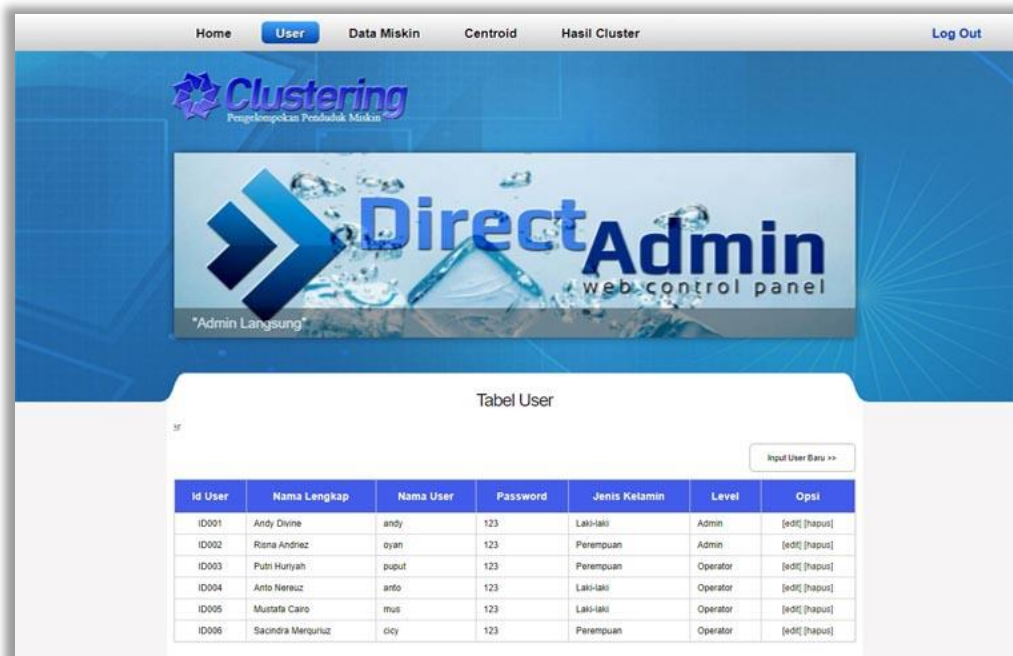 Home User Data Miskin Centroid Hasil Cluster Log Out
Clustering
Pengelompokan Penduduk Miskin
DirectAdmin
web control panel
"Admin Langsung"
Tabel User
Input User Baru >>
Id User Nama Lengkap Nama User Password Jenis Kelamin Level Opsi
ID001 Andy Divine andy 123 Laki-laki Admin [edit] [hapus]
ID002 Risna Andriez oyan 123 Perempuan Admin [edit] [hapus]
ID003 Putri Huriyah puput 123 Perempuan Operator [edit] [hapus]
ID004 Anto Nereuz anto 123 Laki-laki Operator [edit] [hapus]
ID005 Mustafa Cairo mus 123 Laki-laki Operator [edit] [hapus]
ID006 Sacindra Merquriuz cicy 123 Perempuan Operator [edit] [hapus]